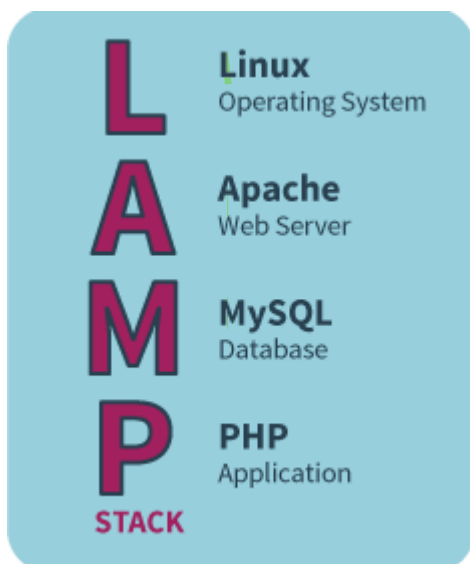 L
Linux
Operating System
A
Apache
Web Server
M
MySQL
Database
P
PHP
Application
STACK